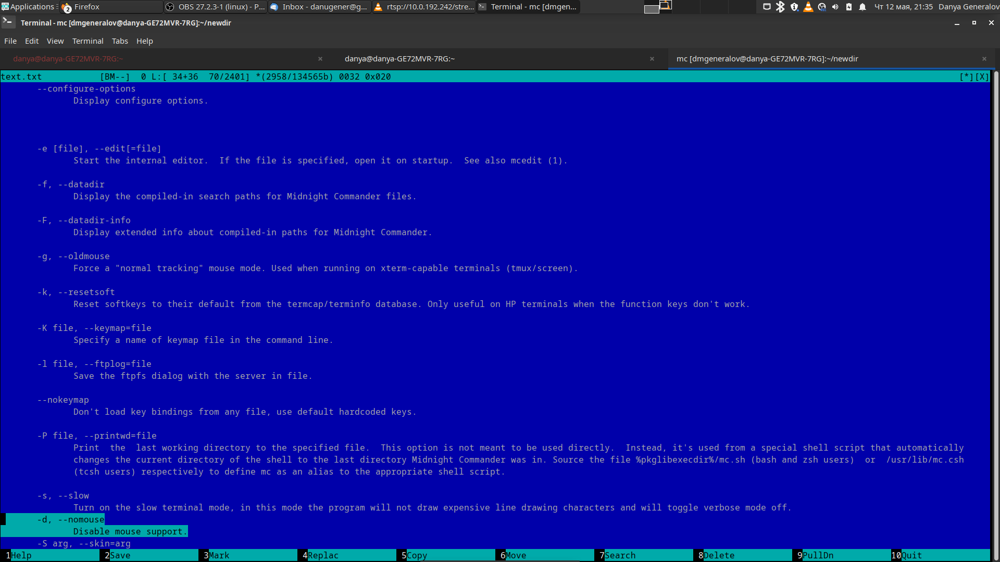 Applications
2 Firefox
OBS 27.2.3-1 (linux) - P...
Inbox - danugener@g...
rtsp://10.0.192.242/stre...
Terminal - mc [dmgen...
Чт 12 мая, 21:35
Danya Generalov
Terminal - mc [dmgeneralov@danya-GE72MVR-7RG]:~/newdir
File Edit View Terminal Tabs Help
danya@danya-GE72MVR-7RG:~
danya@danya-GE72MVR-7RG:~
mc [dmgeneralov@danya-GE72MVR-7RG]:~/newdir
text.txt [BM--] 0 L:[ 34+36 70/2401] *(2958/134565b) 0032 0x020 [*][X]
--configure-options
Display configure options.
-e [file], --edit[=file]
Start the internal editor.  If the file is specified, open it on startup.  See also mcedit (1).
-f, --datadir
Display the compiled-in search paths for Midnight Commander files.
-F, --datadir-info
Display extended info about compiled-in paths for Midnight Commander.
-g, --oldmouse
Force a "normal tracking" mouse mode. Used when running on xterm-capable terminals (tmux/screen).
-k, --resetsoft
Reset softkeys to their default from the termcap/terminfo database. Only useful on HP terminals when the function keys don't work.
-K file, --keymap=file
Specify a name of keymap file in the command line.
-l file, --ftplog=file
Save the ftpfs dialog with the server in file.
--nokeymap
Don't load key bindings from any file, use default hardcoded keys.
-P file, --printwd=file
Print  the  last working directory to the specified file.  This option is not meant to be used directly.  Instead, it's used from a special shell script that automatically
changes the current directory of the shell to the last directory Midnight Commander was in. Source the file %pkglibexecdir%/mc.sh (bash and zsh users)  or  /usr/lib/mc.csh
(tcsh users) respectively to define mc as an alias to the appropriate shell script.
-s, --slow
Turn on the slow terminal mode, in this mode the program will not draw expensive line drawing characters and will toggle verbose mode off.
-d, --nomouse
Disable mouse support.
-S arg, --skin=arg
1Help 2Save 3Mark 4Replac 5Copy 6Move 7Search 8Delete 9PullDn 10Quit